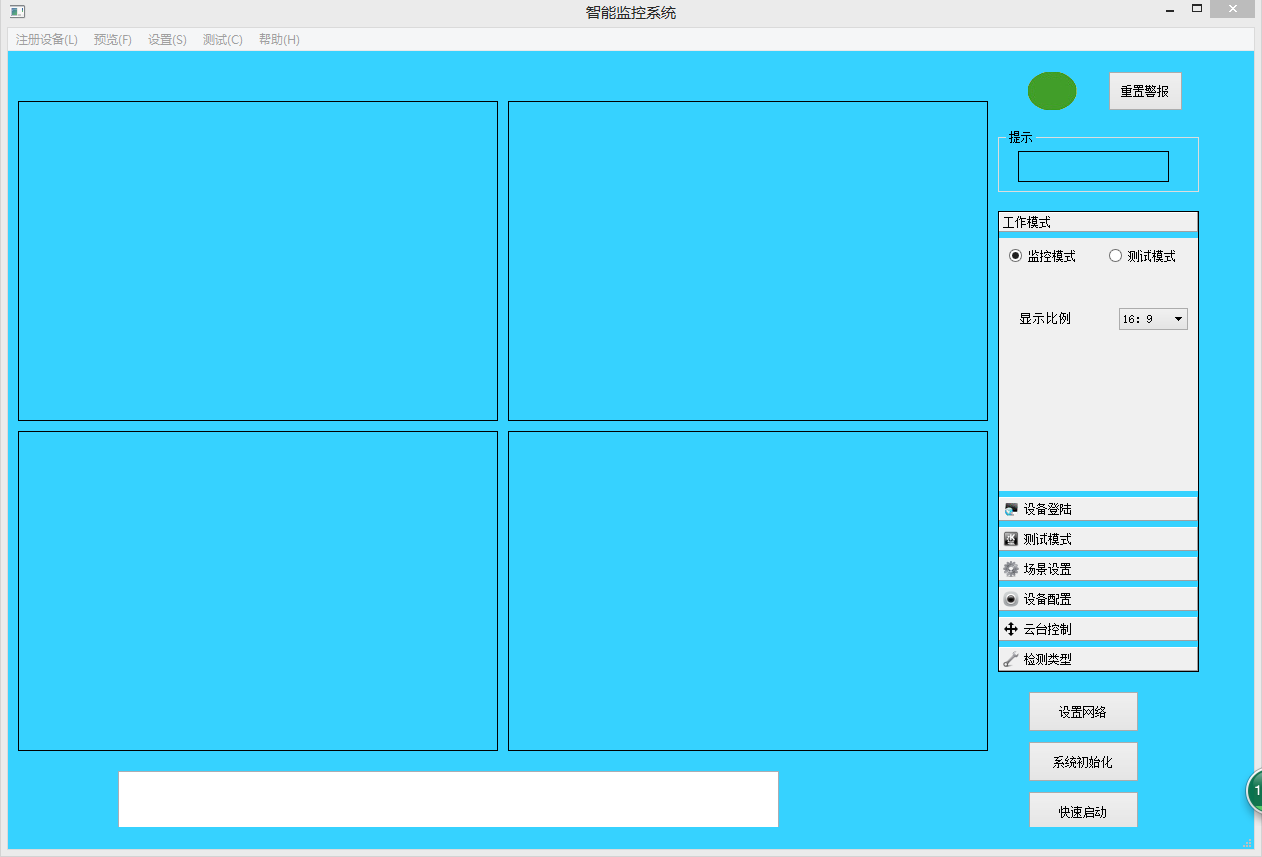 智能监控系统
注册设备(L) 预览(F) 设置(S) 测试(C) 帮助(H)
重置警报
提示
工作模式
监控模式 测试模式
显示比例 16: 9
设备登陆
测试模式
场景设置
设备配置
云台控制
检测类型
设置网络
系统初始化
快速启动